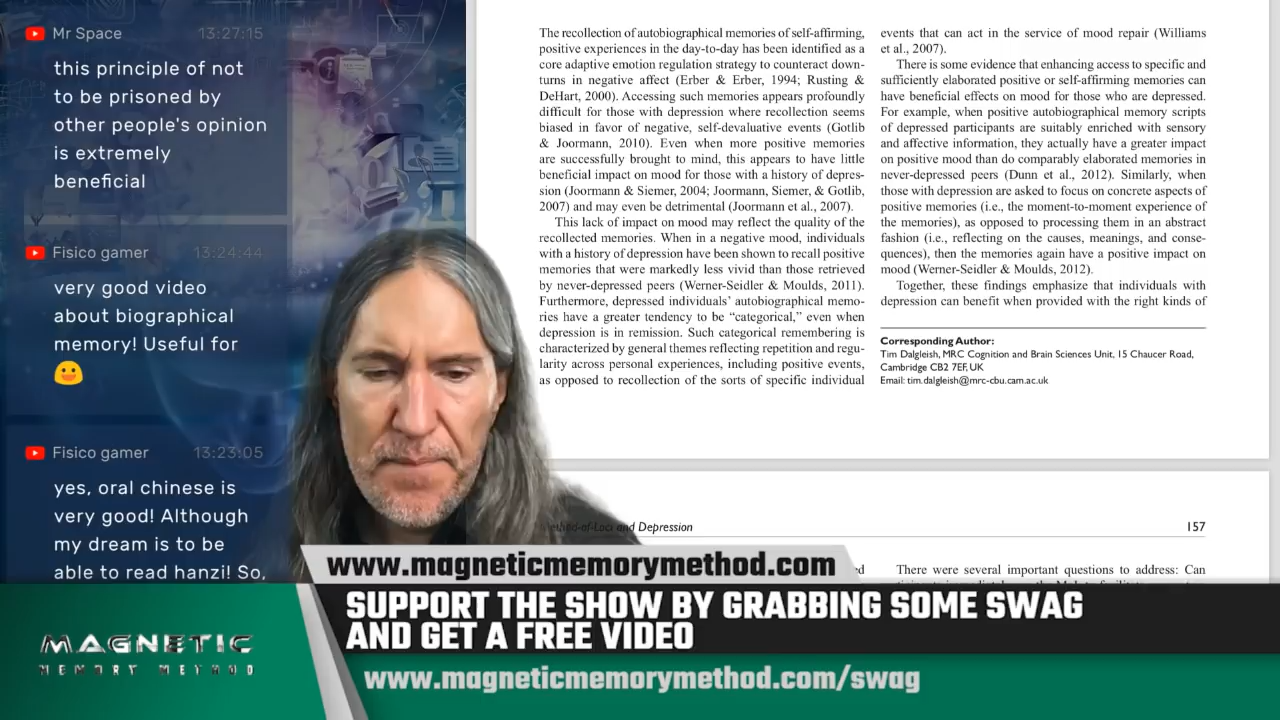 Mr Space 13:27:15
this principle of not
to be prisoned by
other people's opinion
is extremely
beneficial
Fisico gamer 13:24:44
very good video
about biographical
memory! Useful for
Fisico gamer 13:23:05
yes, oral chinese is
very good! Although
my dream is to be
able to read hanzi! So,
The recollection of autobiographical memories of self-affirming,
positive experiences in the day-to-day has been identified as a
core adaptive emotion regulation strategy to counteract down-
turns in negative affect (Erber & Erber, 1994; Rusting &
DeHart, 2000). Accessing such memories appears profoundly
difficult for those with depression where recollection seems
biased in favor of negative, self-devaluative events (Gotlib
& Joormann, 2010). Even when more positive memories
are successfully brought to mind, this appears to have little
beneficial impact on mood for those with a history of depres-
sion (Joormann & Siemer, 2004; Joormann, Siemer, & Gotlib,
2007) and may even be detrimental (Joormann et al., 2007).
This lack of impact on mood may reflect the quality of the
recollected memories. When in a negative mood, individuals
with a history of depression have been shown to recall positive
memories that were markedly less vivid than those retrieved
by never-depressed peers (Werner-Seidler & Moulds, 2011).
Furthermore, depressed individuals' autobiographical memo-
ries have a greater tendency to be “categorical,” even when
depression is in remission. Such categorical remembering is
characterized by general themes reflecting repetition and regu-
larity across personal experiences, including positive events,
as opposed to recollection of the sorts of specific individual
events that can act in the service of mood repair (Williams
et al., 2007).
There is some evidence that enhancing access to specific and
sufficiently elaborated positive or self-affirming memories can
have beneficial effects on mood for those who are depressed.
For example, when positive autobiographical memory scripts
of depressed participants are suitably enriched with sensory
and affective information, they actually have a greater impact
on positive mood than do comparably elaborated memories in
never-depressed peers (Dunn et al., 2012). Similarly, when
those with depression are asked to focus on concrete aspects of
positive memories (i.e., the moment-to-moment experience of
the memories), as opposed to processing them in an abstract
fashion (i.e., reflecting on the causes, meanings, and conse-
quences), then the memories again have a positive impact on
mood (Werner-Seidler & Moulds, 2012).
Together, these findings emphasize that individuals with
depression can benefit when provided with the right kinds of
Corresponding Author:
Tim Dalgleish, MRC Cognition and Brain Sciences Unit, 15 Chaucer Road,
Cambridge CB2 7EF, UK
Email: tim.dalgleish@mrc-cbu.cam.ac.uk
and Depression 157
There were several important questions to address: Can
www.magneticmemorymethod.com
SUPPORT THE SHOW BY GRABBING SOME SWAG
AND GET A FREE VIDEO
www.magneticmemorymethod.com/swag
MAGNETIC
MEMORY METHOD